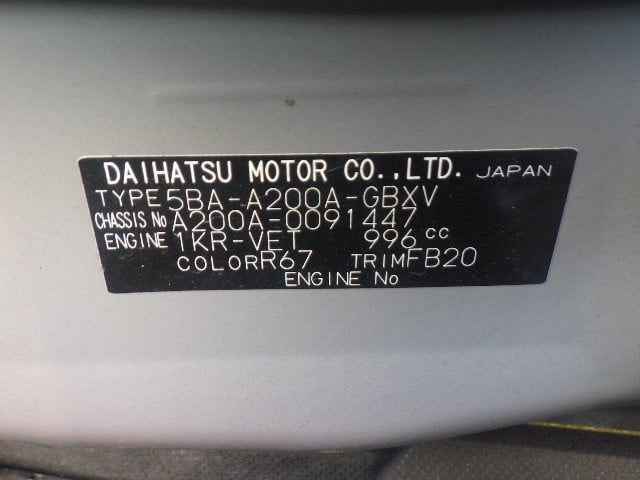 DAIHATSU MOTOR CO.,LTD. JAPAN
TYPE 5BA-A200A-GBXV
CHASSIS No A200A-0091447
ENGINE 1KR-VET 996 cc
COLOR R67 TRIM FB20
ENGINE No